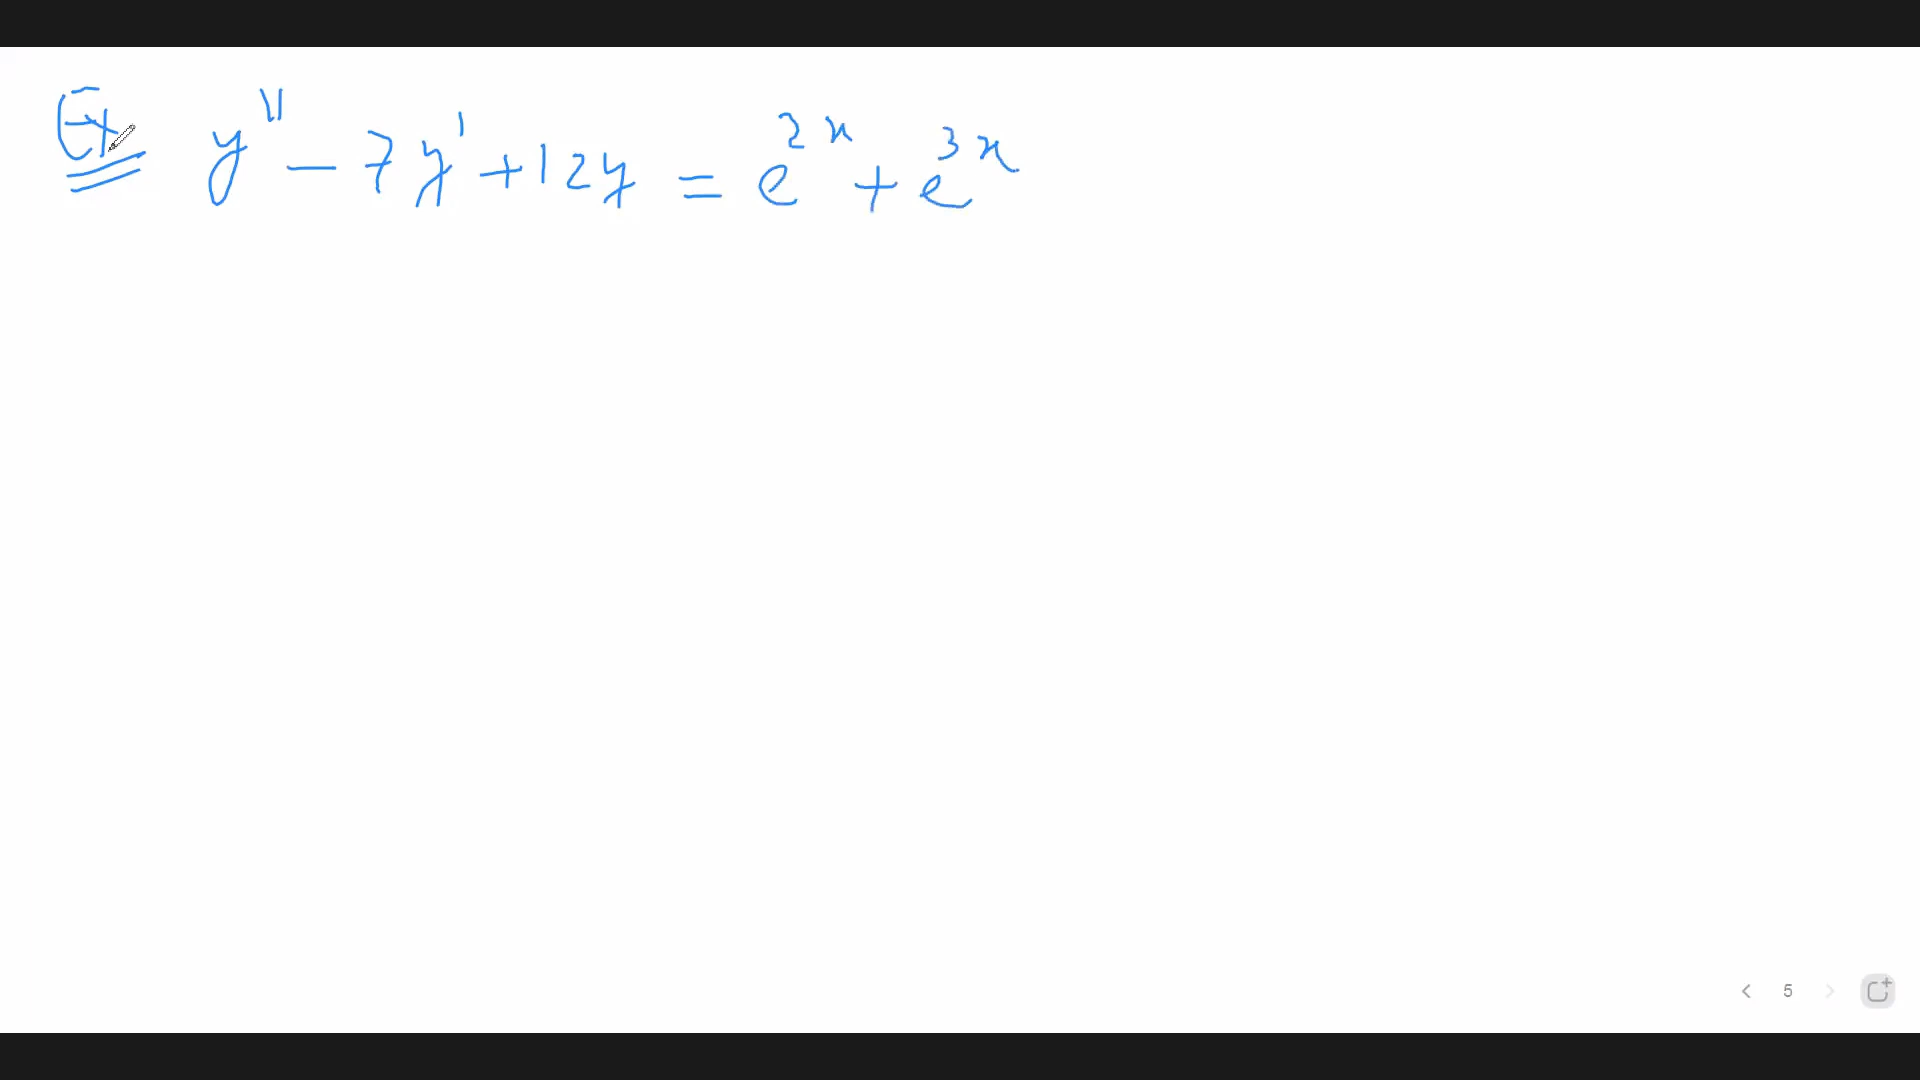 Ex y'' - 7y' + 12y = e^{2x} + e^{3x}
5